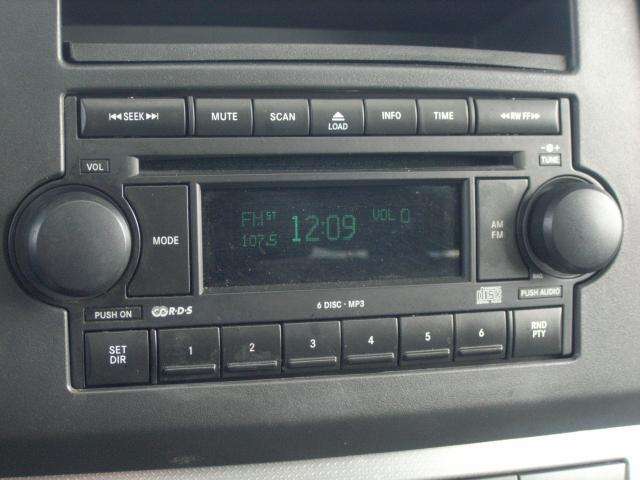 SEEK
MUTE
SCAN
LOAD
INFO
TIME
RW FF
VOL
TUNE
MODE
FM ST
107.5
12:09
VOL 0
AM
FM
PUSH ON
R·D·S
6 DISC · MP3
disc
PUSH AUDIO
SET
DIR
1
2
3
4
5
6
RND
PTY